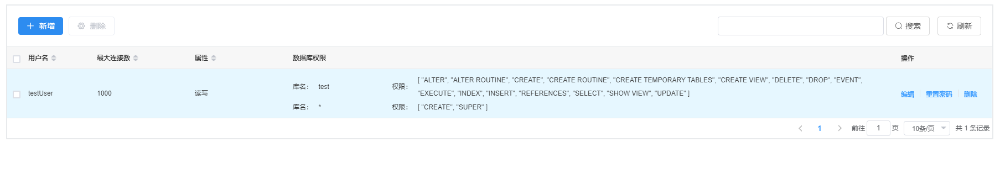 新增 删除 搜索 刷新
用户名 最大连接数 属性 数据库权限 操作
testUser 1000 读写 库名： test 权限： [ "ALTER", "ALTER ROUTINE", "CREATE", "CREATE ROUTINE", "CREATE TEMPORARY TABLES", "CREATE VIEW", "DELETE", "DROP", "EVENT",
"EXECUTE", "INDEX", "INSERT", "REFERENCES", "SELECT", "SHOW VIEW", "UPDATE" ]
库名： * 权限： [ "CREATE", "SUPER" ]
编辑 重置密码 删除
1 前往 1 页 10条/页 共 1 条记录